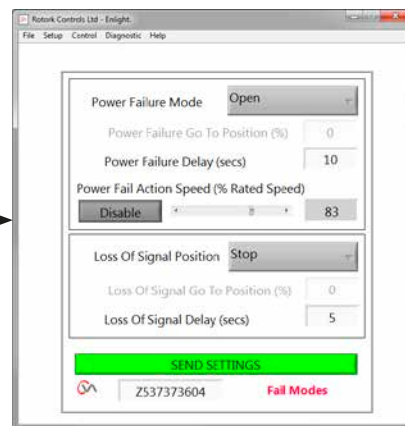 Rotork Controls Ltd - Enlight.
File Setup Control Diagnostic Help
Power Failure Mode Open
Power Failure Go To Position (%) 0
Power Failure Delay (secs) 10
Power Fail Action Speed (% Rated Speed)
Disable 83
Loss Of Signal Position Stop
Loss Of Signal Go To Position (%) 0
Loss Of Signal Delay (secs) 5
SEND SETTINGS
Z537373604 Fail Modes